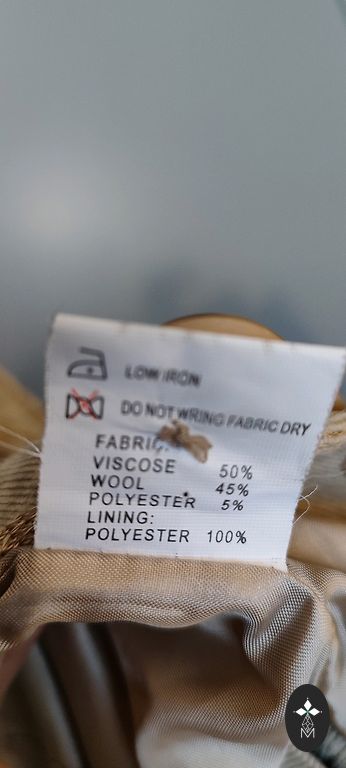 LOW IRON
DO NOT WRING FABRIC DRY
FABRIC:
VISCOSE 50%
WOOL 45%
POLYESTER 5%
LINING:
POLYESTER 100%
M